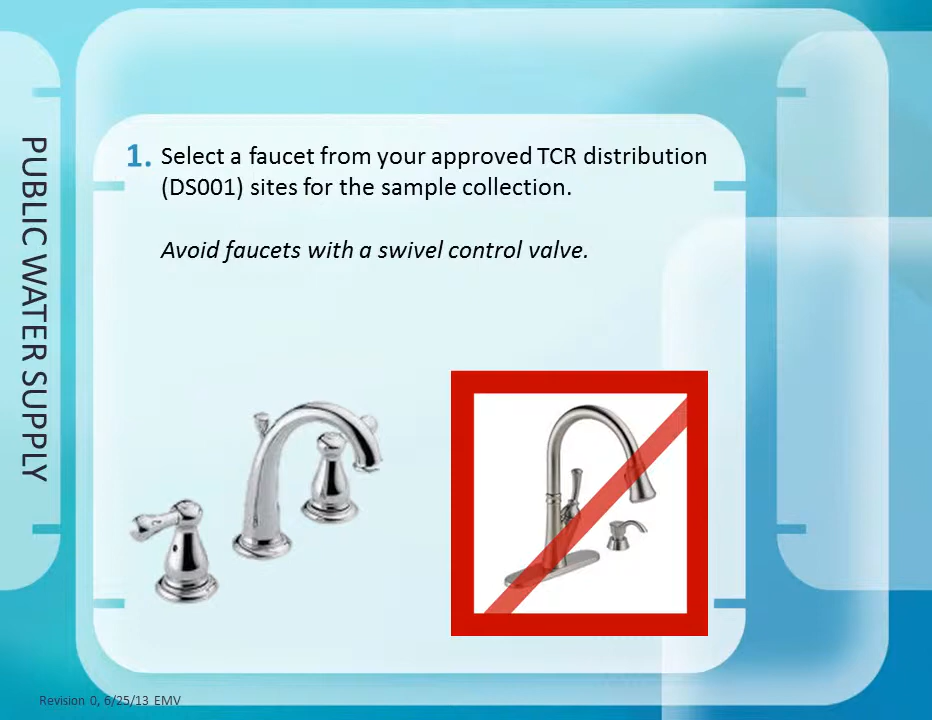 PUBLIC WATER SUPPLY
1. Select a faucet from your approved TCR distribution
(DS001) sites for the sample collection.
Avoid faucets with a swivel control valve.
Revision 0, 6/25/13 EMV